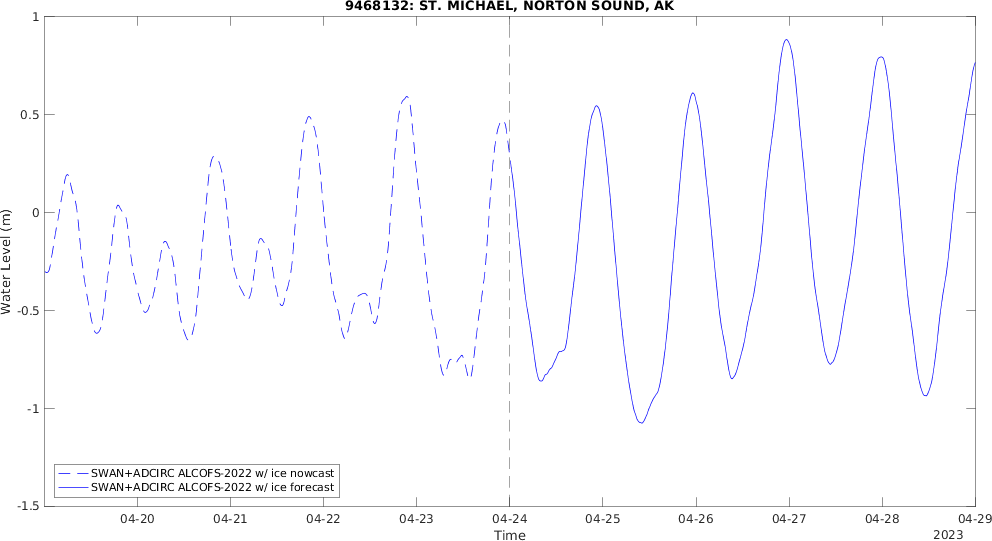 9468132: ST. MICHAEL, NORTON SOUND, AK
Water Level (m)
1
0.5
0
-0.5
-1
-1.5
SWAN+ADCIRC ALCOFS-2022 w/ ice nowcast
SWAN+ADCIRC ALCOFS-2022 w/ ice forecast
04-20 04-21 04-22 04-23 04-24 04-25 04-26 04-27 04-28 04-29
Time
2023